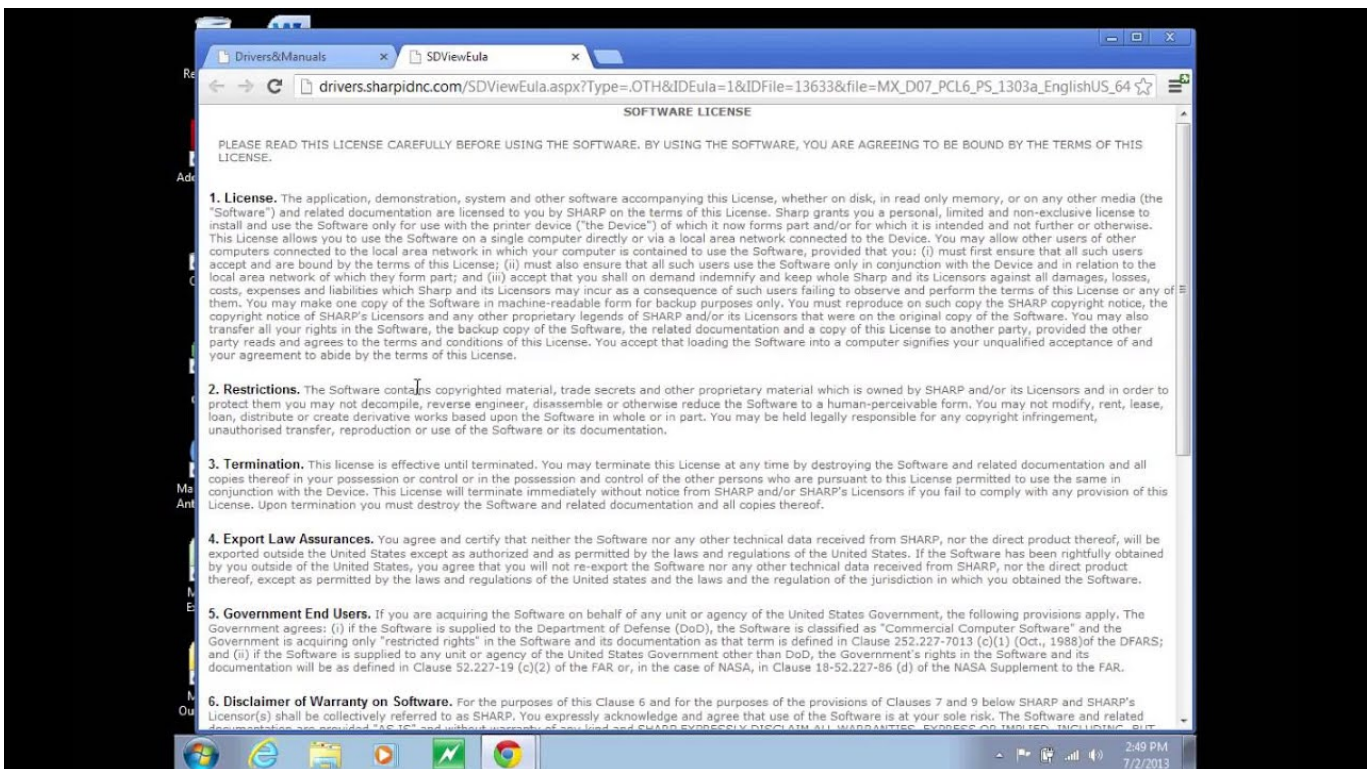 Drivers&Manuals
SDViewEula
drivers.sharpidnc.com/SDViewEula.aspx?Type=.OTH&IDEula=1&IDFile=13633&file=MX_D07_PCL6_PS_1303a_EnglishUS_64
SOFTWARE LICENSE
PLEASE READ THIS LICENSE CAREFULLY BEFORE USING THE SOFTWARE. BY USING THE SOFTWARE, YOU ARE AGREEING TO BE BOUND BY THE TERMS OF THIS
LICENSE.
1. License. The application, demonstration, system and other software accompanying this License, whether on disk, in read only memory, or on any other media (the
"Software") and related documentation are licensed to you by SHARP on the terms of this License. Sharp grants you a personal, limited and non-exclusive license to
install and use the Software only for use with the printer device ("the Device") of which it now forms part and/or for which it is intended and not further or otherwise.
This License allows you to use the Software on a single computer directly or via a local area network connected to the Device. You may allow other users of other
computers connected to the local area network in which your computer is contained to use the Software, provided that you: (i) must first ensure that all such users
accept and are bound by the terms of this License; (ii) must also ensure that all such users use the Software only in conjunction with the Device and in relation to the
local area network of which they form part; and (iii) accept that you shall on demand indemnify and keep whole Sharp and its Licensors against all damages, losses,
costs, expenses and liabilities which Sharp and its Licensors may incur as a consequence of such users failing to observe and perform the terms of this License or any of
them. You may make one copy of the Software in machine-readable form for backup purposes only. You must reproduce on such copy the SHARP copyright notice, the
copyright notice of SHARP's Licensors and any other proprietary legends of SHARP and/or its Licensors that were on the original copy of the Software. You may also
transfer all your rights in the Software, the backup copy of the Software, the related documentation and a copy of this License to another party, provided the other
party reads and agrees to the terms and conditions of this License. You accept that loading the Software into a computer signifies your unqualified acceptance of and
your agreement to abide by the terms of this License.
2. Restrictions. The Software contains copyrighted material, trade secrets and other proprietary material which is owned by SHARP and/or its Licensors and in order to
protect them you may not decompile, reverse engineer, disassemble or otherwise reduce the Software to a human-perceivable form. You may not modify, rent, lease,
loan, distribute or create derivative works based upon the Software in whole or in part. You may be held legally responsible for any copyright infringement,
unauthorised transfer, reproduction or use of the Software or its documentation.
3. Termination. This license is effective until terminated. You may terminate this License at any time by destroying the Software and related documentation and all
copies thereof in your possession or control or in the possession and control of the other persons who are pursuant to this License permitted to use the same in
conjunction with the Device. This License will terminate immediately without notice from SHARP and/or SHARP's Licensors if you fail to comply with any provision of this
License. Upon termination you must destroy the Software and related documentation and all copies thereof.
4. Export Law Assurances. You agree and certify that neither the Software nor any other technical data received from SHARP, nor the direct product thereof, will be
exported outside the United States except as authorized and as permitted by the laws and regulations of the United States. If the Software has been rightfully obtained
by you outside of the United States, you agree that you will not re-export the Software nor any other technical data received from SHARP, nor the direct product
thereof, except as permitted by the laws and regulations of the United states and the laws and the regulation of the jurisdiction in which you obtained the Software.
5. Government End Users. If you are acquiring the Software on behalf of any unit or agency of the United States Government, the following provisions apply. The
Government agrees: (i) if the Software is supplied to the Department of Defense (DoD), the Software is classified as "Commercial Computer Software" and the
Government is acquiring only "restricted rights" in the Software and its documentation as that term is defined in Clause 252.227-7013 (c)(1) (Oct., 1988)of the DFARS;
and (ii) if the Software is supplied to any unit or agency of the United States Government other than DoD, the Government's rights in the Software and its
documentation will be as defined in Clause 52.227-19 (c)(2) of the FAR or, in the case of NASA, in Clause 18-52.227-86 (d) of the NASA Supplement to the FAR.
6. Disclaimer of Warranty on Software. For the purposes of this Clause 6 and for the purposes of the provisions of Clauses 7 and 9 below SHARP and SHARP's
Licensor(s) shall be collectively referred to as SHARP. You expressly acknowledge and agree that use of the Software is at your sole risk. The Software and related
documentation are provided "AS IS" and without warranty of any kind and SHARP EXPRESSLY DISCLAIM ALL WARRANTIES, EXPRESS OR IMPLIED, INCLUDING, BUT
2:49 PM
7/2/2013